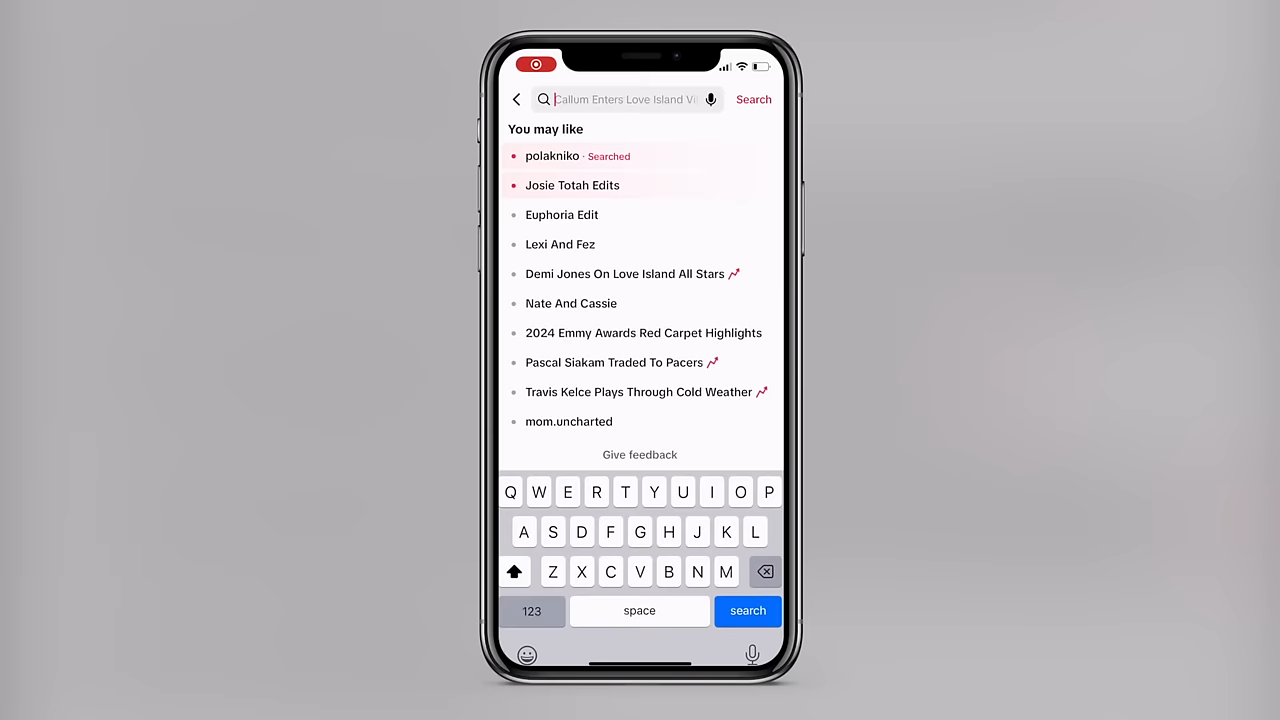 Callum Enters Love Island Vi
Search
You may like
polakniko · Searched
Josie Totah Edits
Euphoria Edit
Lexi And Fez
Demi Jones On Love Island All Stars
Nate And Cassie
2024 Emmy Awards Red Carpet Highlights
Pascal Siakam Traded To Pacers
Travis Kelce Plays Through Cold Weather
mom.uncharted
Give feedback
Q W E R T Y U I O P
A S D F G H J K L
Z X C V B N M
123 space search